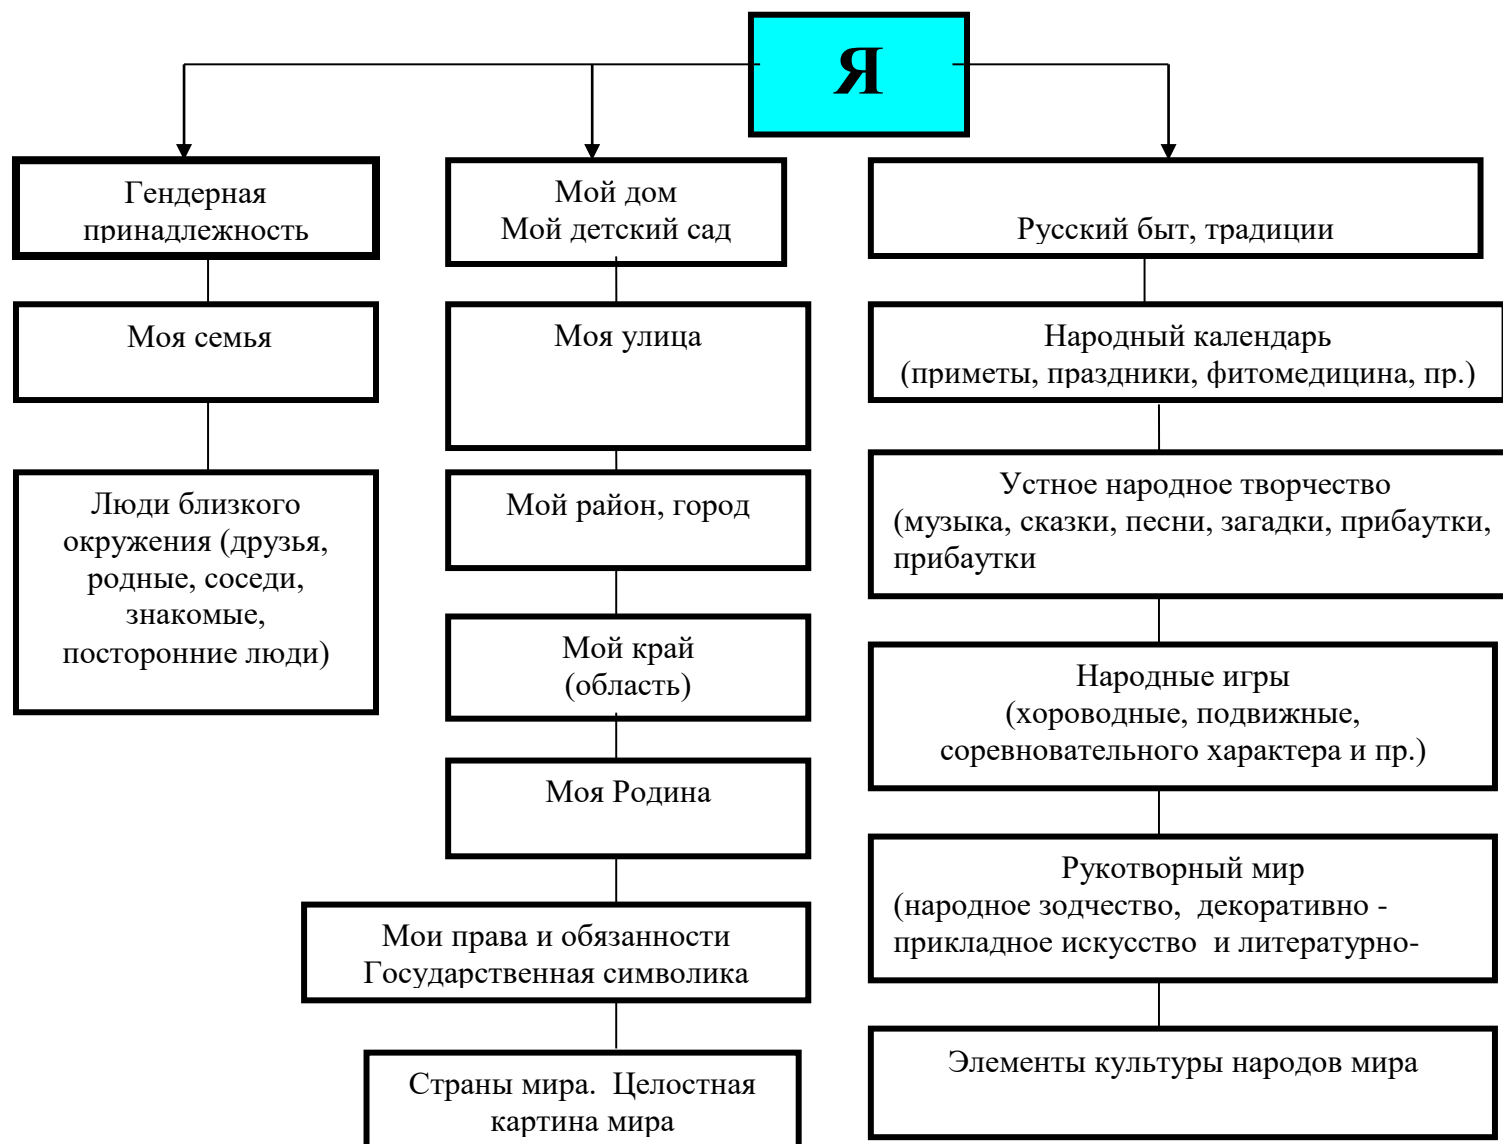 Я
Гендерная
принадлежность
Моя семья
Люди близкого
окружения (друзья,
родные, соседи,
знакомые,
посторонние люди)
Мой дом
Мой детский сад
Моя улица
Мой район, город
Мой край
(область)
Моя Родина
Мои права и обязанности
Государственная символика
Страны мира. Целостная
картина мира
Русский быт, традиции
Народный календарь
(приметы, праздники, фитомедицина, пр.)
Устное народное творчество
(музыка, сказки, песни, загадки, прибаутки,
прибаутки
Народные игры
(хороводные, подвижные,
соревновательного характера и пр.)
Рукотворный мир
(народное зодчество, декоративно -
прикладное искусство и литературно-
Элементы культуры народов мира